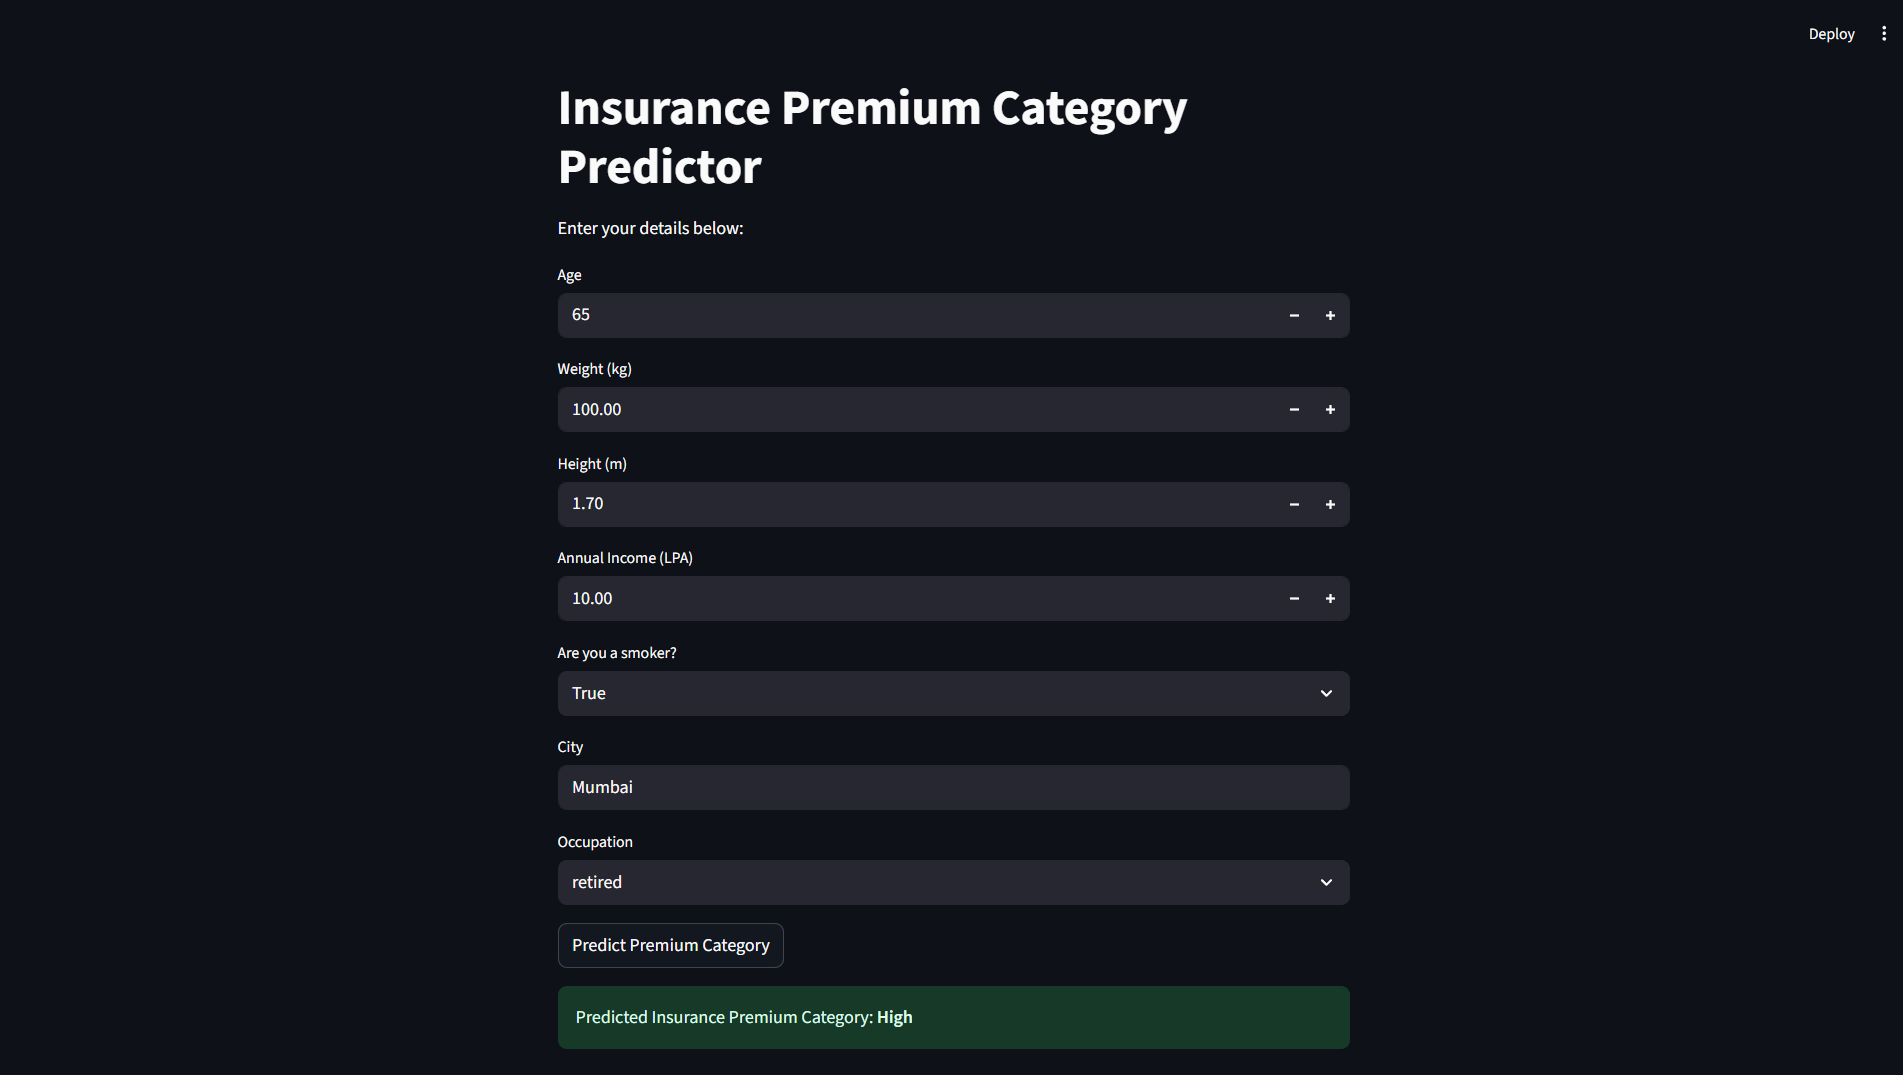 Deploy
Insurance Premium Category
Predictor
Enter your details below:
Age
65
Weight (kg)
100.00
Height (m)
1.70
Annual Income (LPA)
10.00
Are you a smoker?
True
City
Mumbai
Occupation
retired
Predict Premium Category
Predicted Insurance Premium Category: High